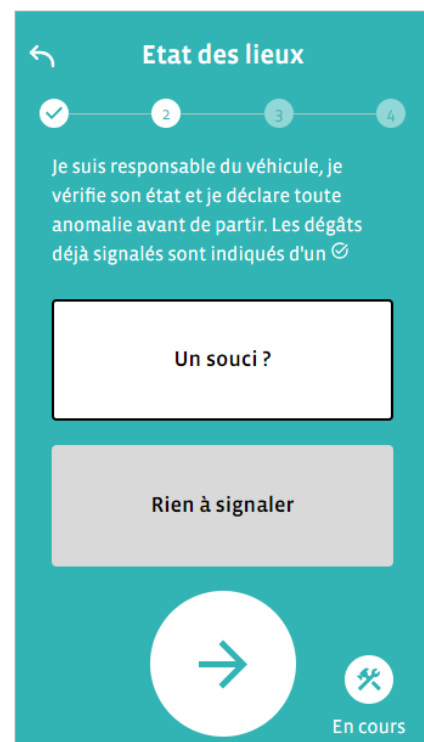 Etat des lieux
2
3
4
Je suis responsable du véhicule, je
vérifie son état et je déclare toute
anomalie avant de partir. Les dégâts
déjà signalés sont indiqués d'un
Un souci ?
Rien à signaler
En cours